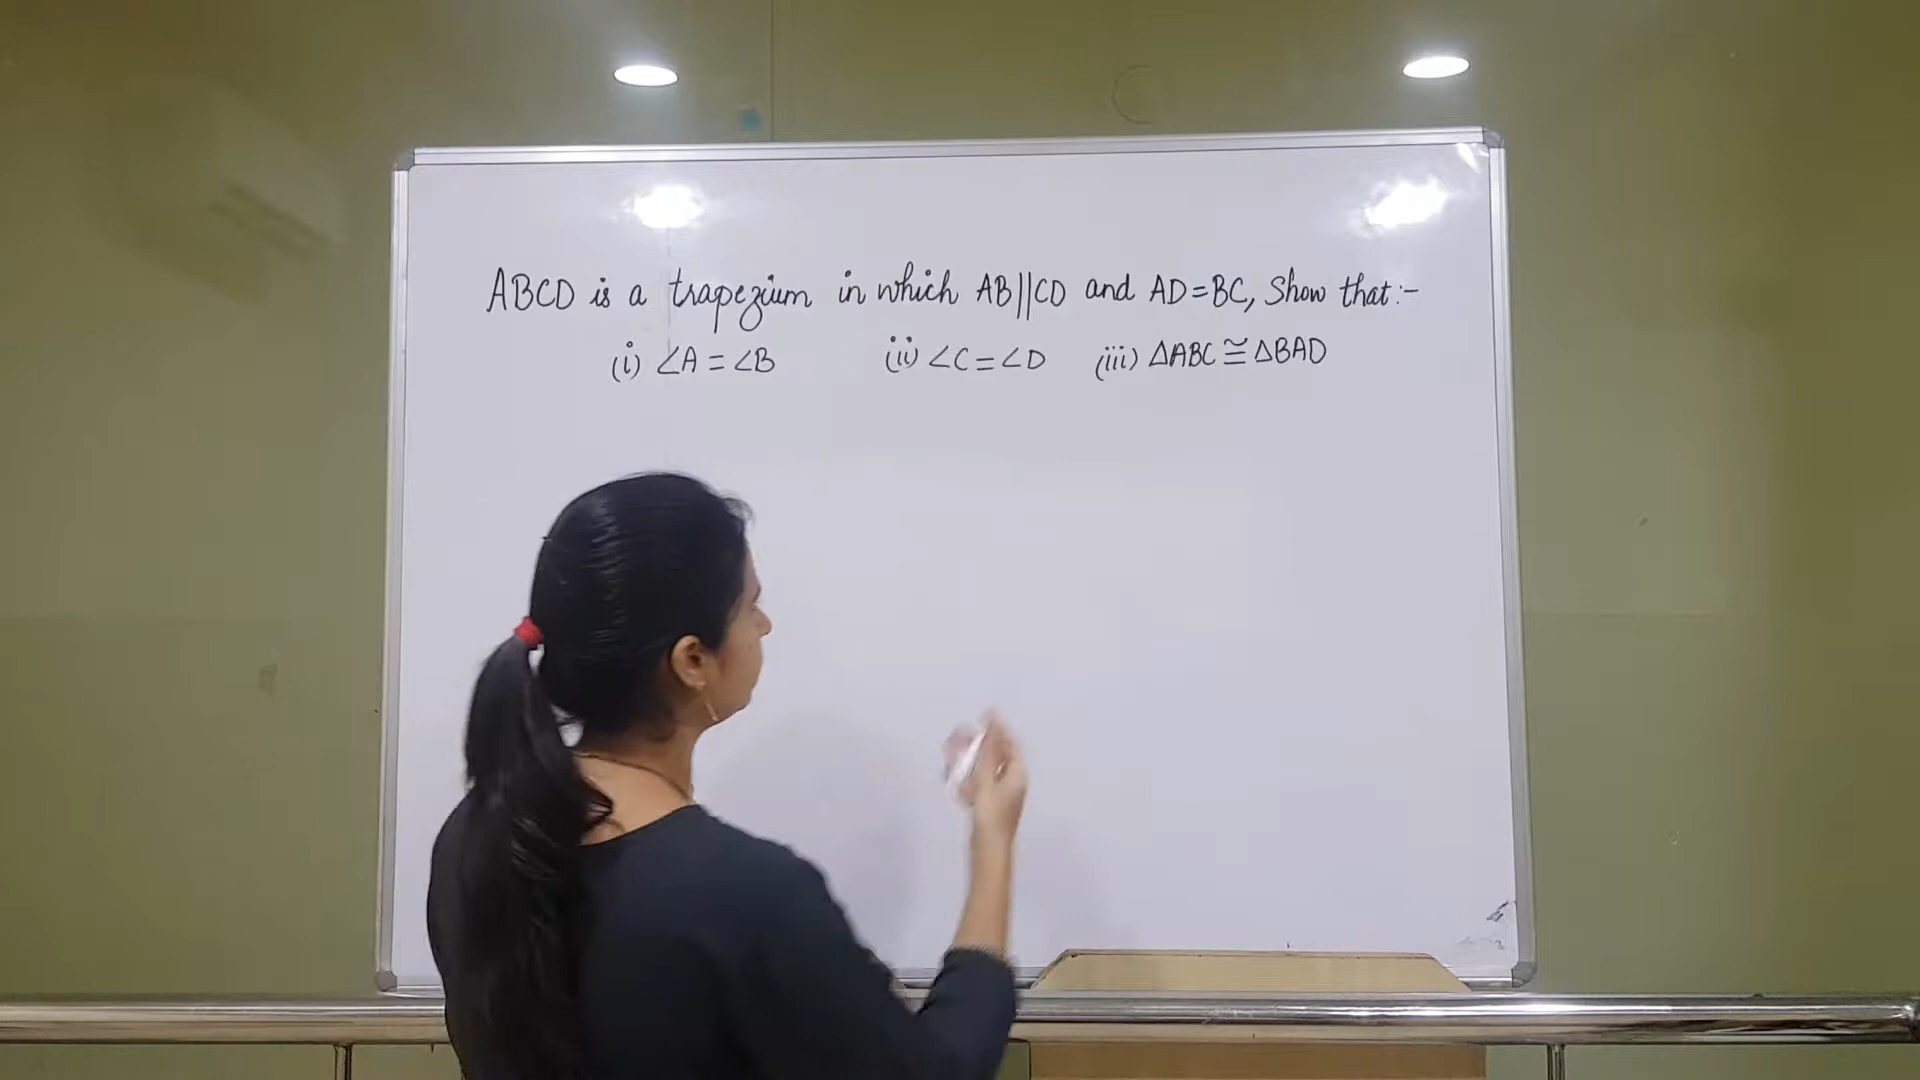 ABCD is a trapezium in which AB||CD and AD=BC, Show that:-
(i) ∠A = ∠B (ii) ∠C = ∠D (iii) ΔABC ≅ ΔBAD